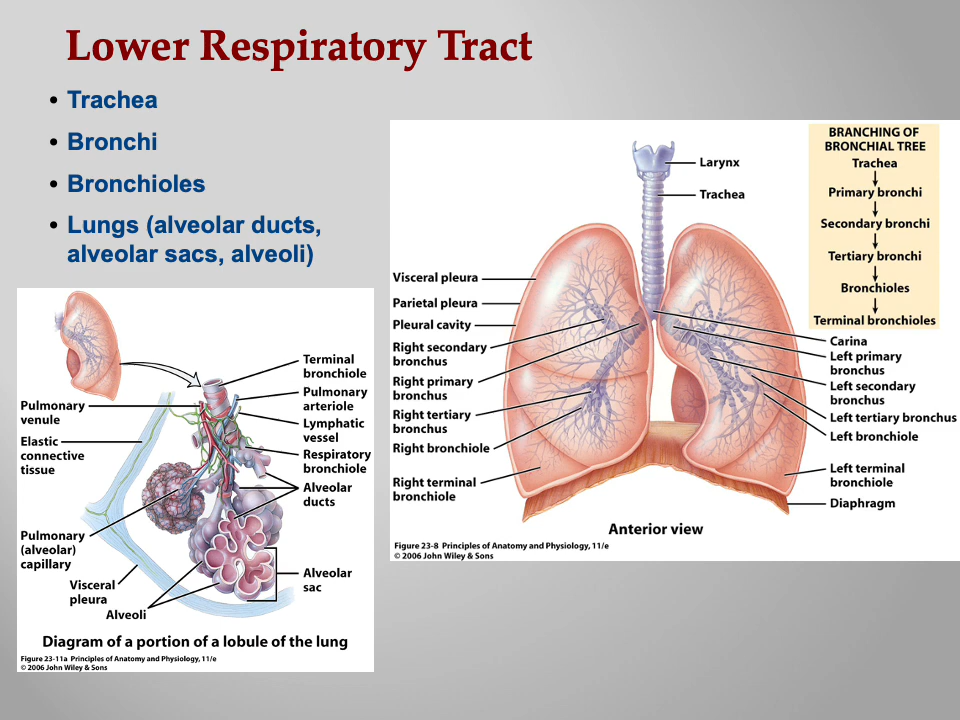 Lower Respiratory Tract
• Trachea
• Bronchi
• Bronchioles
• Lungs (alveolar ducts,
alveolar sacs, alveoli)
Terminal
bronchiole
Pulmonary
arteriole
Lymphatic
vessel
Respiratory
bronchiole
Alveolar
ducts
Alveolar
sac
Pulmonary
venule
Elastic
connective
tissue
Pulmonary
(alveolar)
capillary
Visceral
pleura
Alveoli
Diagram of a portion of a lobule of the lung
Figure 23-11a Principles of Anatomy and Physiology, 11/e
© 2006 John Wiley & Sons
Larynx
Trachea
Visceral pleura
Parietal pleura
Pleural cavity
Right secondary
bronchus
Right primary
bronchus
Right tertiary
bronchus
Right bronchiole
Right terminal
bronchiole
BRANCHING OF
BRONCHIAL TREE
Trachea
Primary bronchi
Secondary bronchi
Tertiary bronchi
Bronchioles
Terminal bronchioles
Carina
Left primary
bronchus
Left secondary
bronchus
Left tertiary bronchus
Left bronchiole
Left terminal
bronchiole
Diaphragm
Anterior view
Figure 23-8 Principles of Anatomy and Physiology, 11/e
© 2006 John Wiley & Sons